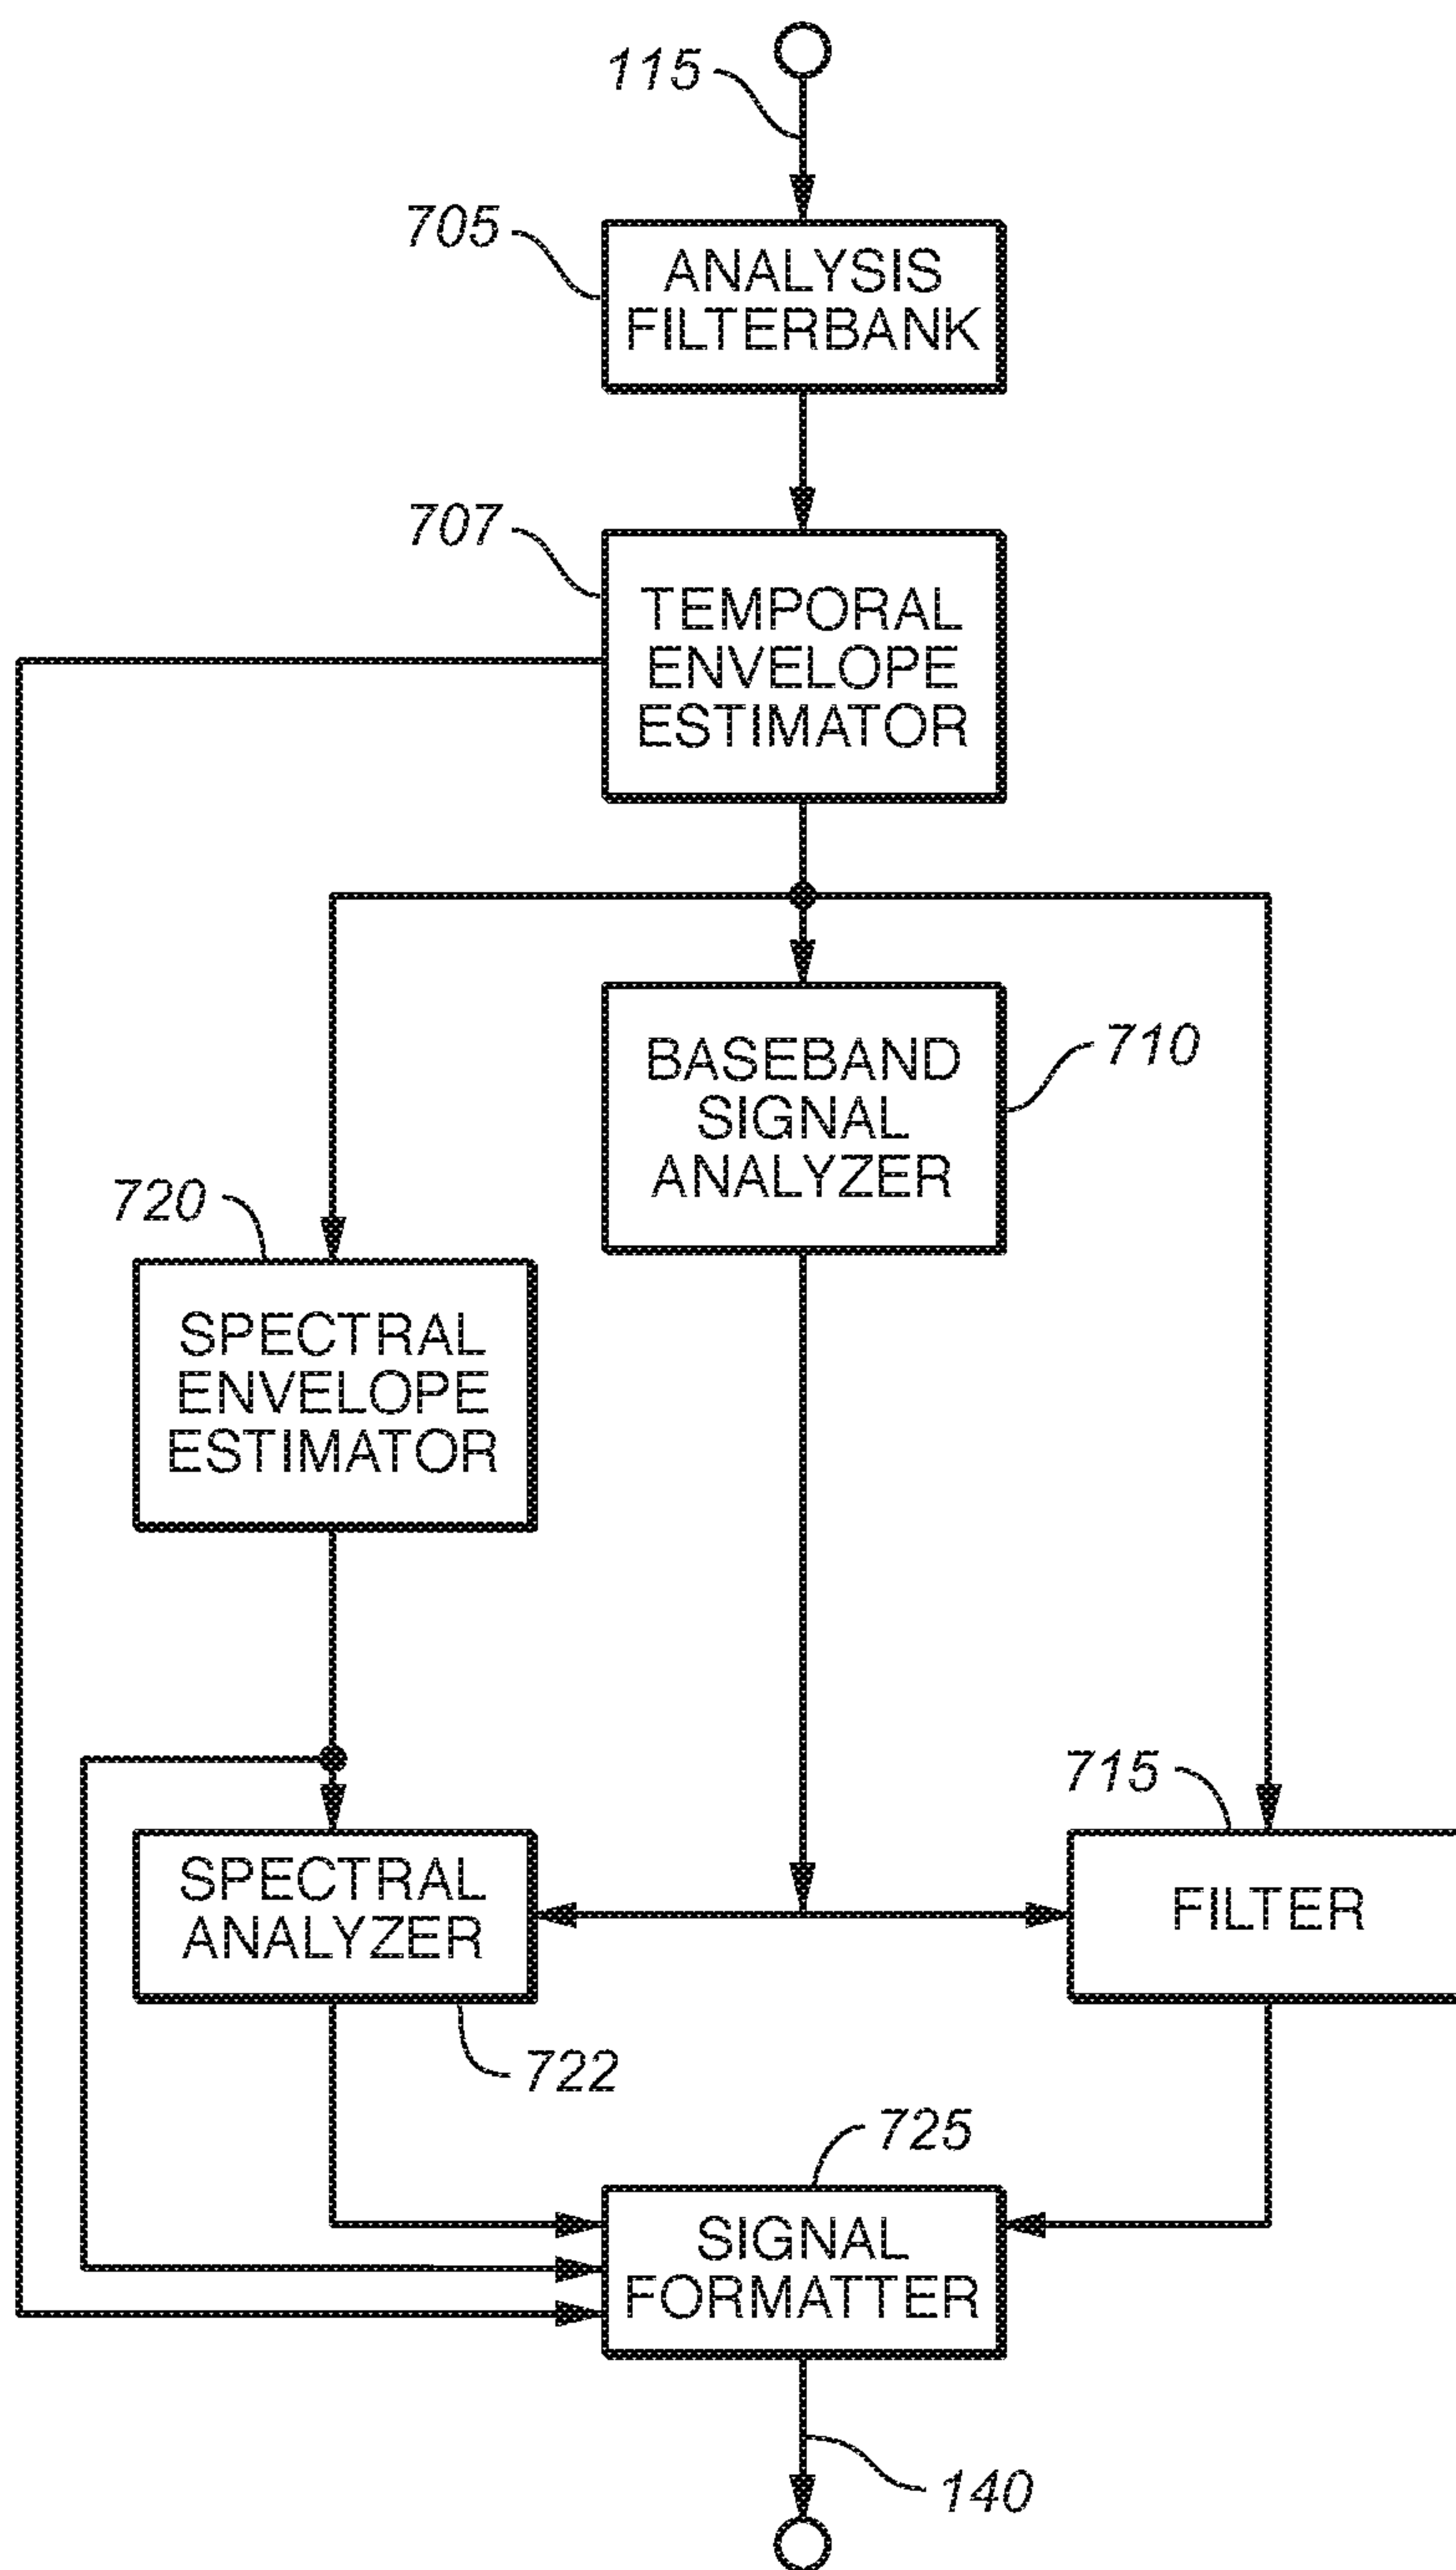 115
705
ANALYSIS
FILTERBANK
707
TEMPORAL
ENVELOPE
ESTIMATOR
BASEBAND
SIGNAL
ANALYZER
710
720
SPECTRAL
ENVELOPE
ESTIMATOR
715
SPECTRAL
ANALYZER
FILTER
722
725
SIGNAL
FORMATTER
140